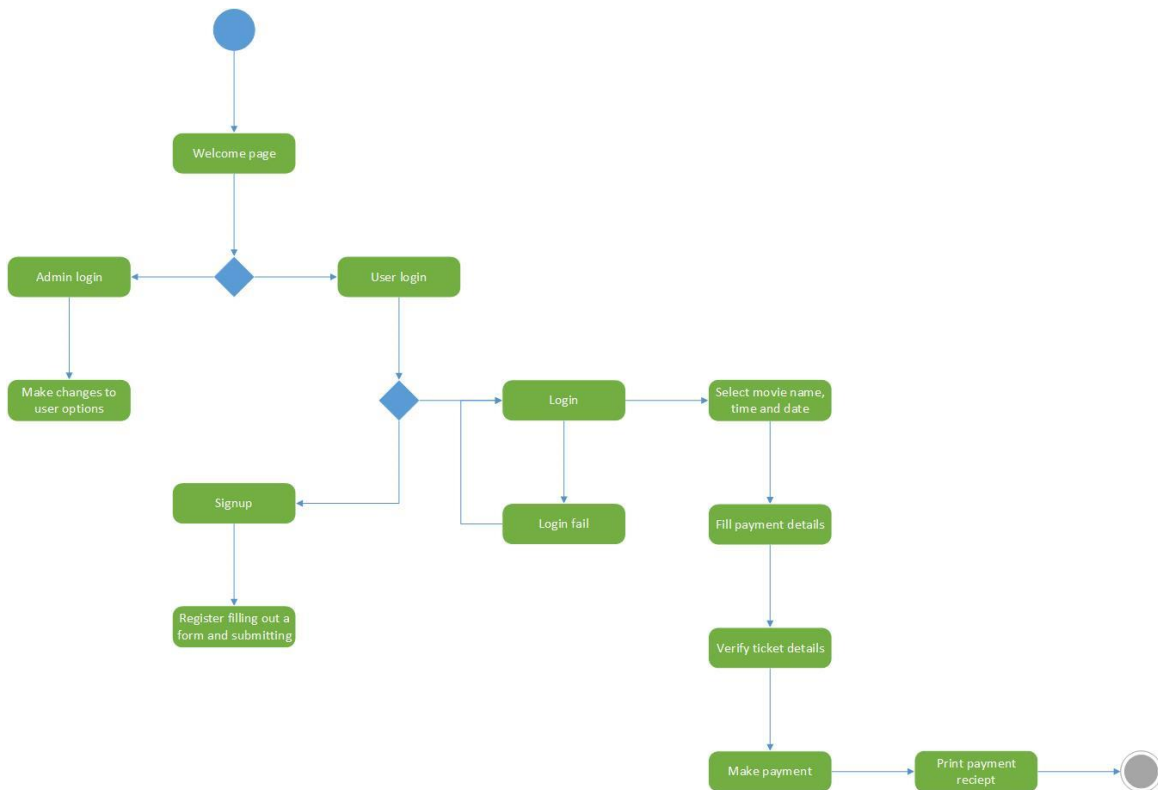 Welcome page
Admin login
User login
Make changes to
user options
Login
Select movie name,
time and date
Signup
Login fail
Fill payment details
Register filling out a
form and submitting
Verify ticket details
Make payment
Print payment
reciept